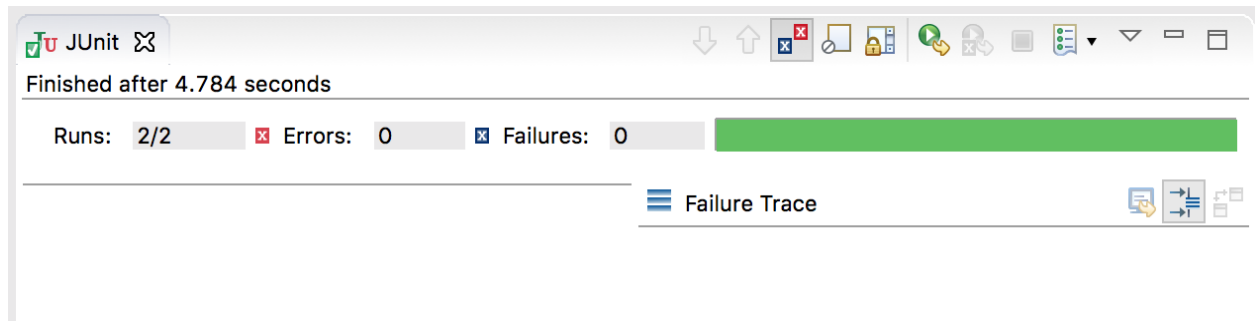 JUnit
Finished after 4.784 seconds
Runs: 2/2 Errors: 0 Failures: 0
Failure Trace